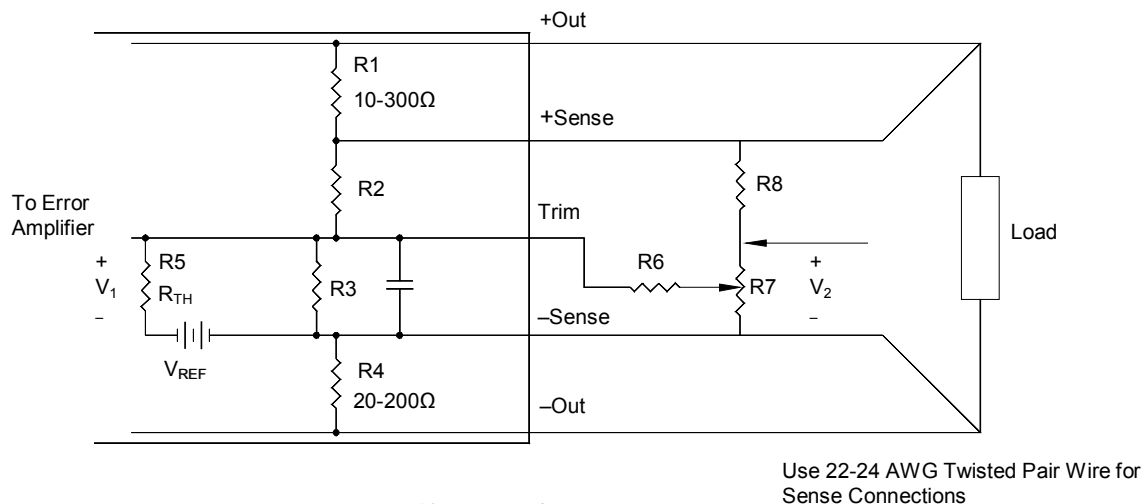 +Out
R1
10-300Ω
+Sense
R2
R8
To Error
Amplifier
Trim
Load
+
V1
–
R5
RTH
R3
R6
R7
+
V2
–
–Sense
VREF
R4
20-200Ω
–Out
Use 22-24 AWG Twisted Pair Wire for
Sense Connections